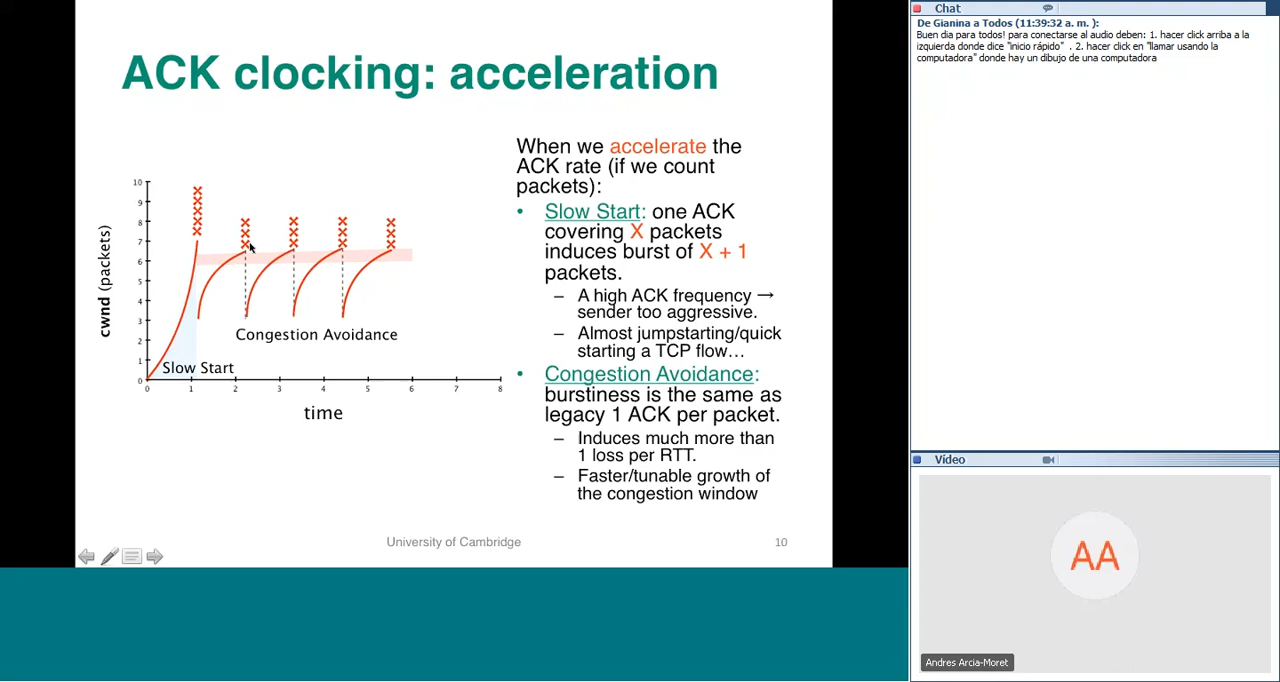 ACK clocking: acceleration
10
9
8
7
6
5
4
3
2
1
0
cwnd (packets)
Congestion Avoidance
Slow Start
0 1 2 3 4 5 6 7 8
time
When we accelerate the
ACK rate (if we count
packets):
• Slow Start: one ACK
covering X packets
induces burst of X + 1
packets.
– A high ACK frequency →
sender too aggressive.
– Almost jumpstarting/quick
starting a TCP flow…
• Congestion Avoidance:
burstiness is the same as
legacy 1 ACK per packet.
– Induces much more than
1 loss per RTT.
– Faster/tunable growth of
the congestion window
University of Cambridge
10
Chat
De Gianina a Todos (11:39:32 a. m. ):
Buen dia para todos! para conectarse al audio deben: 1. hacer click arriba a la
izquierda donde dice "inicio rápido" . 2. hacer click en "llamar usando la
computadora" donde hay un dibujo de una computadora
Vídeo
AA
Andres Arcia-Moret